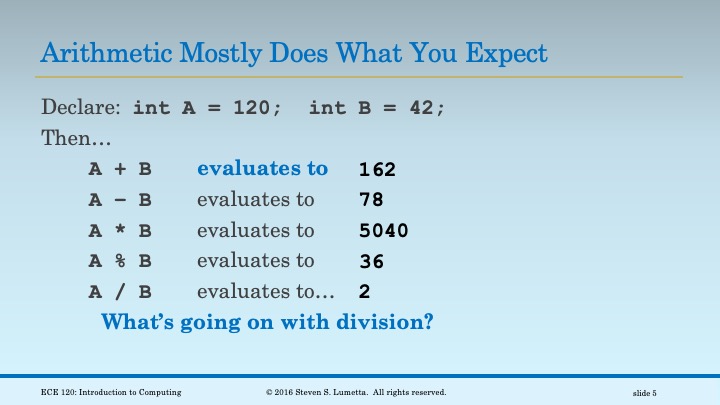 Arithmetic Mostly Does What You Expect
Declare: int A = 120; int B = 42;
Then…
A + B evaluates to 162
A – B evaluates to 78
A * B evaluates to 5040
A % B evaluates to 36
A / B evaluates to… 2
What’s going on with division?
ECE 120: Introduction to Computing © 2016 Steven S. Lumetta. All rights reserved. slide 5